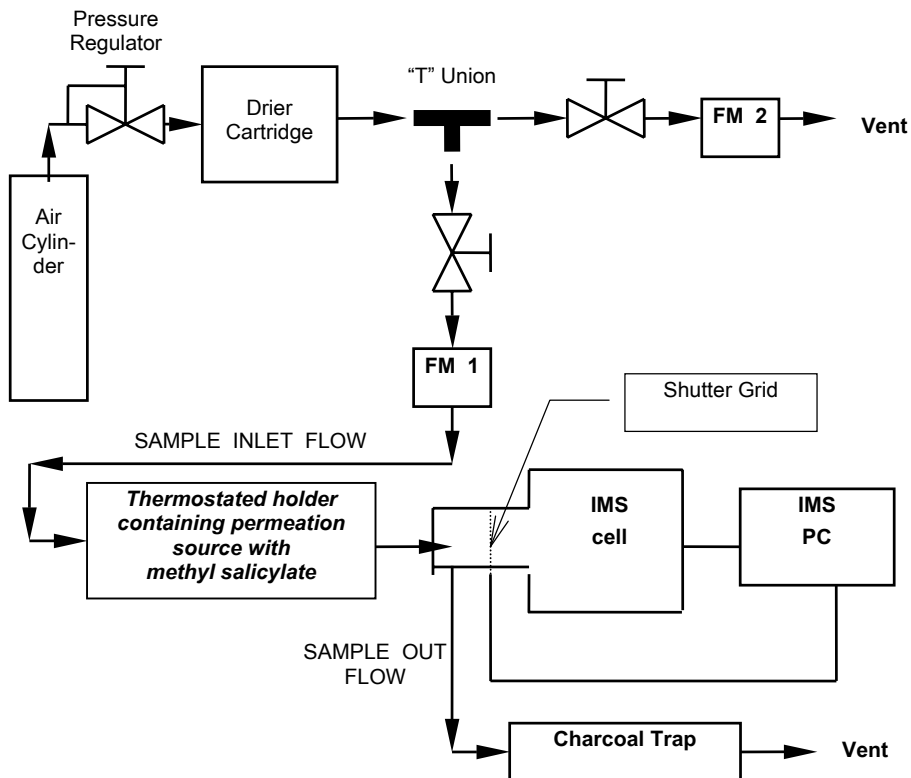 Pressure
Regulator
“T” Union
Drier
Cartridge
FM 2
Vent
Air
Cylin-
der
FM 1
Shutter Grid
SAMPLE INLET FLOW
Thermostated holder
containing permeation
source with
methyl salicylate
IMS
cell
IMS
PC
SAMPLE OUT
FLOW
Charcoal Trap
Vent